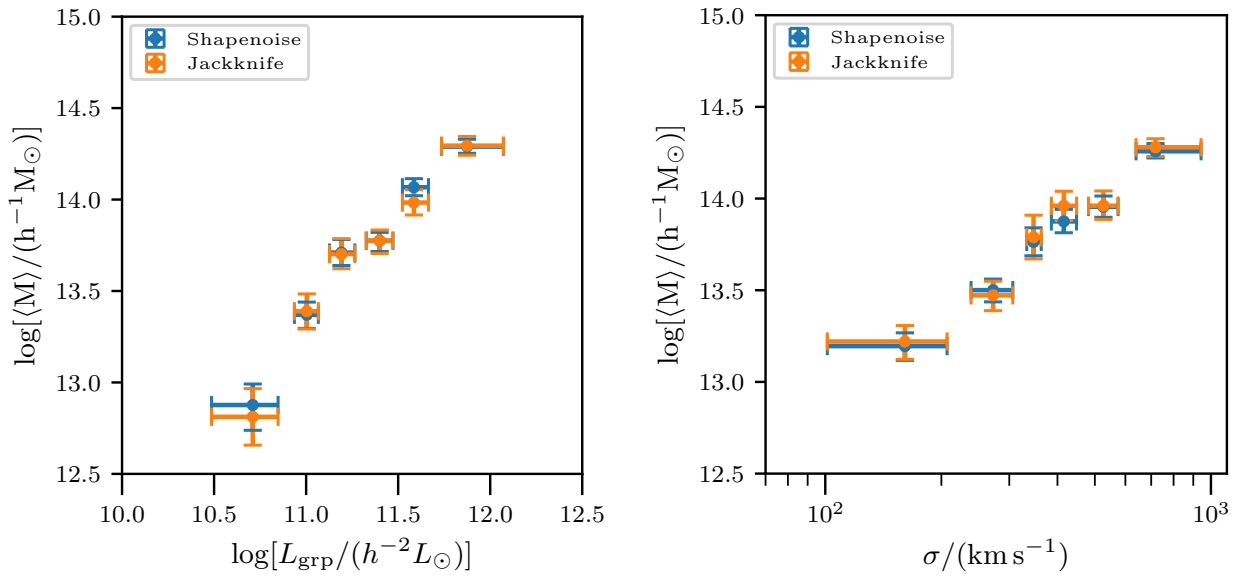 15.0
14.5
14.0
13.5
13.0
12.5
log[⟨M⟩/(h⁻¹M⊙)]
Shapenoise
Jackknife
10.0 10.5 11.0 11.5 12.0 12.5
log[L_grp/(h⁻²L⊙)]
15.0
14.5
14.0
13.5
13.0
12.5
log[⟨M⟩/(h⁻¹M⊙)]
Shapenoise
Jackknife
10² 10³
σ/(km s⁻¹)